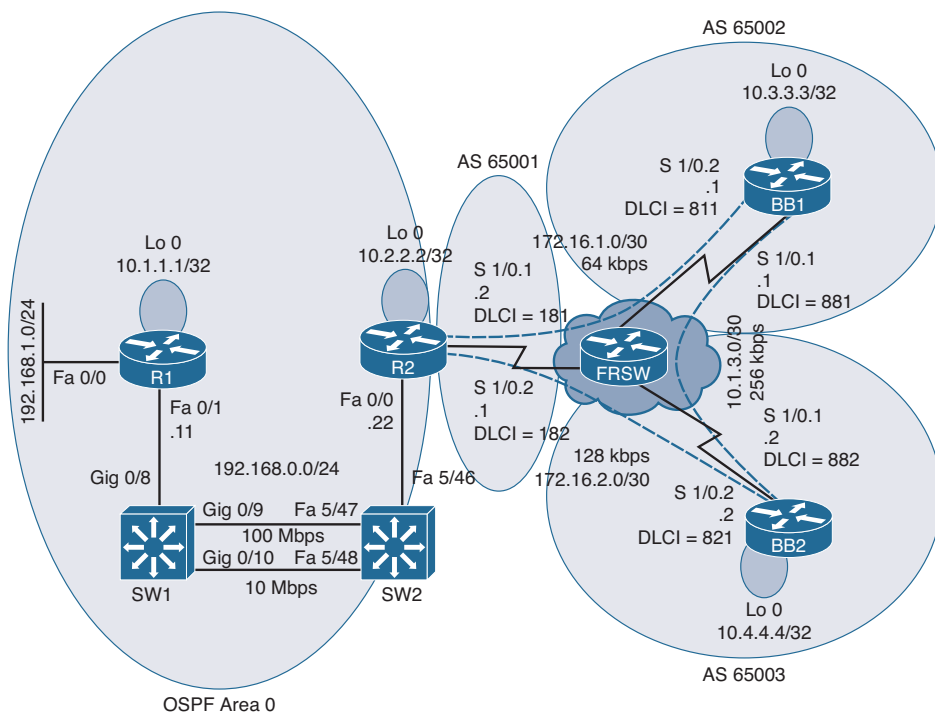 AS 65002
Lo 0
10.3.3.3/32
S 1/0.2
.1
DLCI = 811
BB1
AS 65001
172.16.1.0/30
64 kbps
S 1/0.1
.1
DLCI = 881
Lo 0
10.1.1.1/32
Lo 0
10.2.2.2/32
S 1/0.1
.2
DLCI = 181
192.168.1.0/24
Fa 0/0
R1
R2
FRSW
10.1.3.0/30
256 kbps
Fa 0/1
.11
Fa 0/0
.22
S 1/0.2
.1
DLCI = 182
S 1/0.1
.2
DLCI = 882
192.168.0.0/24
128 kbps
172.16.2.0/30
Gig 0/8
Fa 5/46
S 1/0.2
.2
DLCI = 821
BB2
Gig 0/9
Fa 5/47
100 Mbps
Gig 0/10
Fa 5/48
10 Mbps
SW1
SW2
Lo 0
10.4.4.4/32
AS 65003
OSPF Area 0